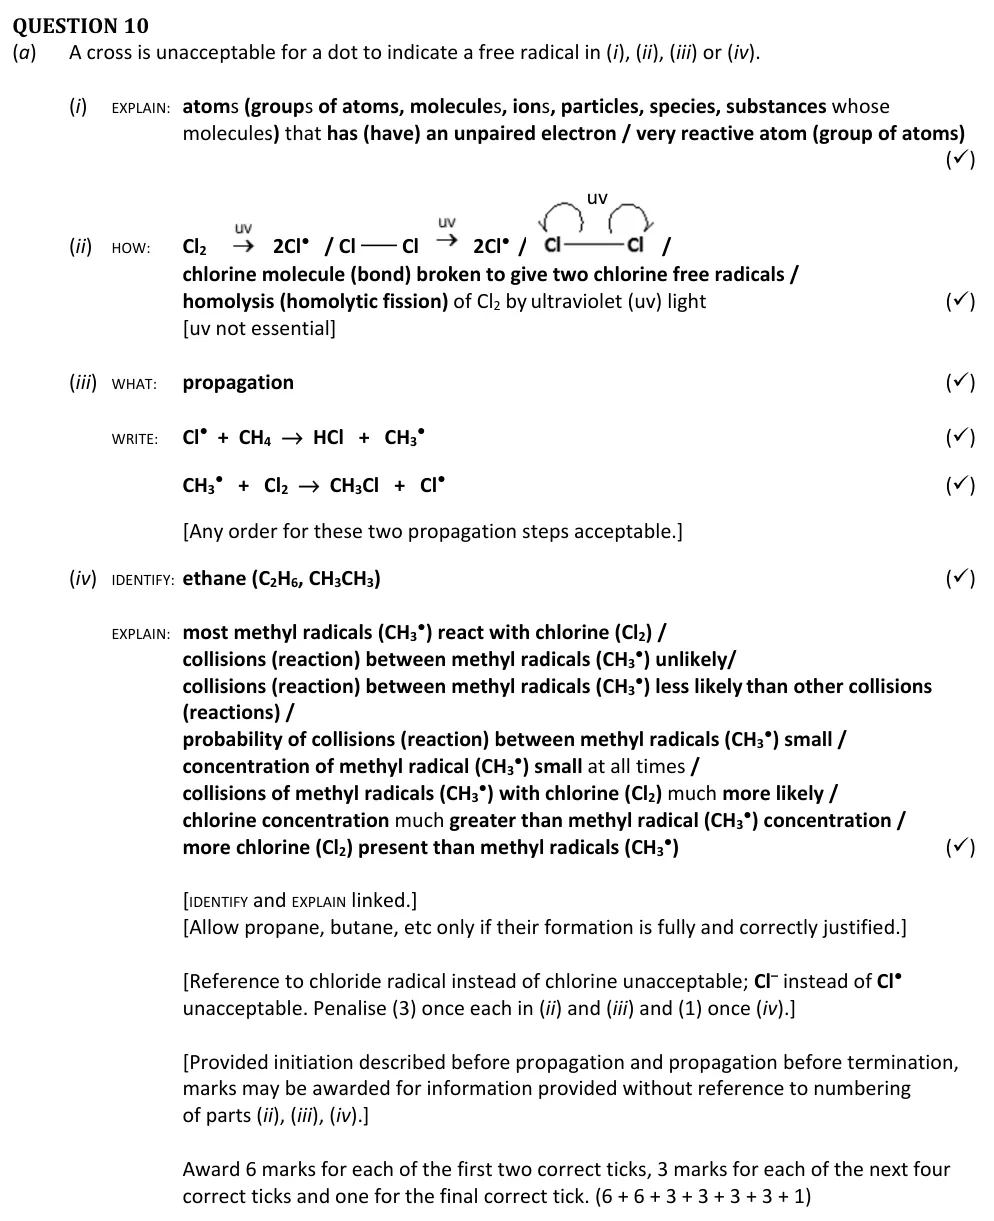 QUESTION 10
(a) A cross is unacceptable for a dot to indicate a free radical in (i), (ii), (iii) or (iv).
(i) EXPLAIN: atoms (groups of atoms, molecules, ions, particles, species, substances whose
molecules) that has (have) an unpaired electron / very reactive atom (group of atoms)
(✓)
(ii) HOW: Cl₂ uv → 2Cl• / Cl — Cl uv → 2Cl• / uv Cl — Cl /
chlorine molecule (bond) broken to give two chlorine free radicals /
homolysis (homolytic fission) of Cl₂ by ultraviolet (uv) light (✓)
[uv not essential]
(iii) WHAT: propagation (✓)
WRITE: Cl• + CH₄ → HCl + CH₃• (✓)
CH₃• + Cl₂ → CH₃Cl + Cl• (✓)
[Any order for these two propagation steps acceptable.]
(iv) IDENTIFY: ethane (C₂H₆, CH₃CH₃) (✓)
EXPLAIN: most methyl radicals (CH₃•) react with chlorine (Cl₂) /
collisions (reaction) between methyl radicals (CH₃•) unlikely/
collisions (reaction) between methyl radicals (CH₃•) less likely than other collisions
(reactions) /
probability of collisions (reaction) between methyl radicals (CH₃•) small /
concentration of methyl radical (CH₃•) small at all times /
collisions of methyl radicals (CH₃•) with chlorine (Cl₂) much more likely /
chlorine concentration much greater than methyl radical (CH₃•) concentration /
more chlorine (Cl₂) present than methyl radicals (CH₃•) (✓)
[IDENTIFY and EXPLAIN linked.]
[Allow propane, butane, etc only if their formation is fully and correctly justified.]
[Reference to chloride radical instead of chlorine unacceptable; Cl⁻ instead of Cl•
unacceptable. Penalise (3) once each in (ii) and (iii) and (1) once (iv).]
[Provided initiation described before propagation and propagation before termination,
marks may be awarded for information provided without reference to numbering
of parts (ii), (iii), (iv).]
Award 6 marks for each of the first two correct ticks, 3 marks for each of the next four
correct ticks and one for the final correct tick. (6 + 6 + 3 + 3 + 3 + 3 + 1)